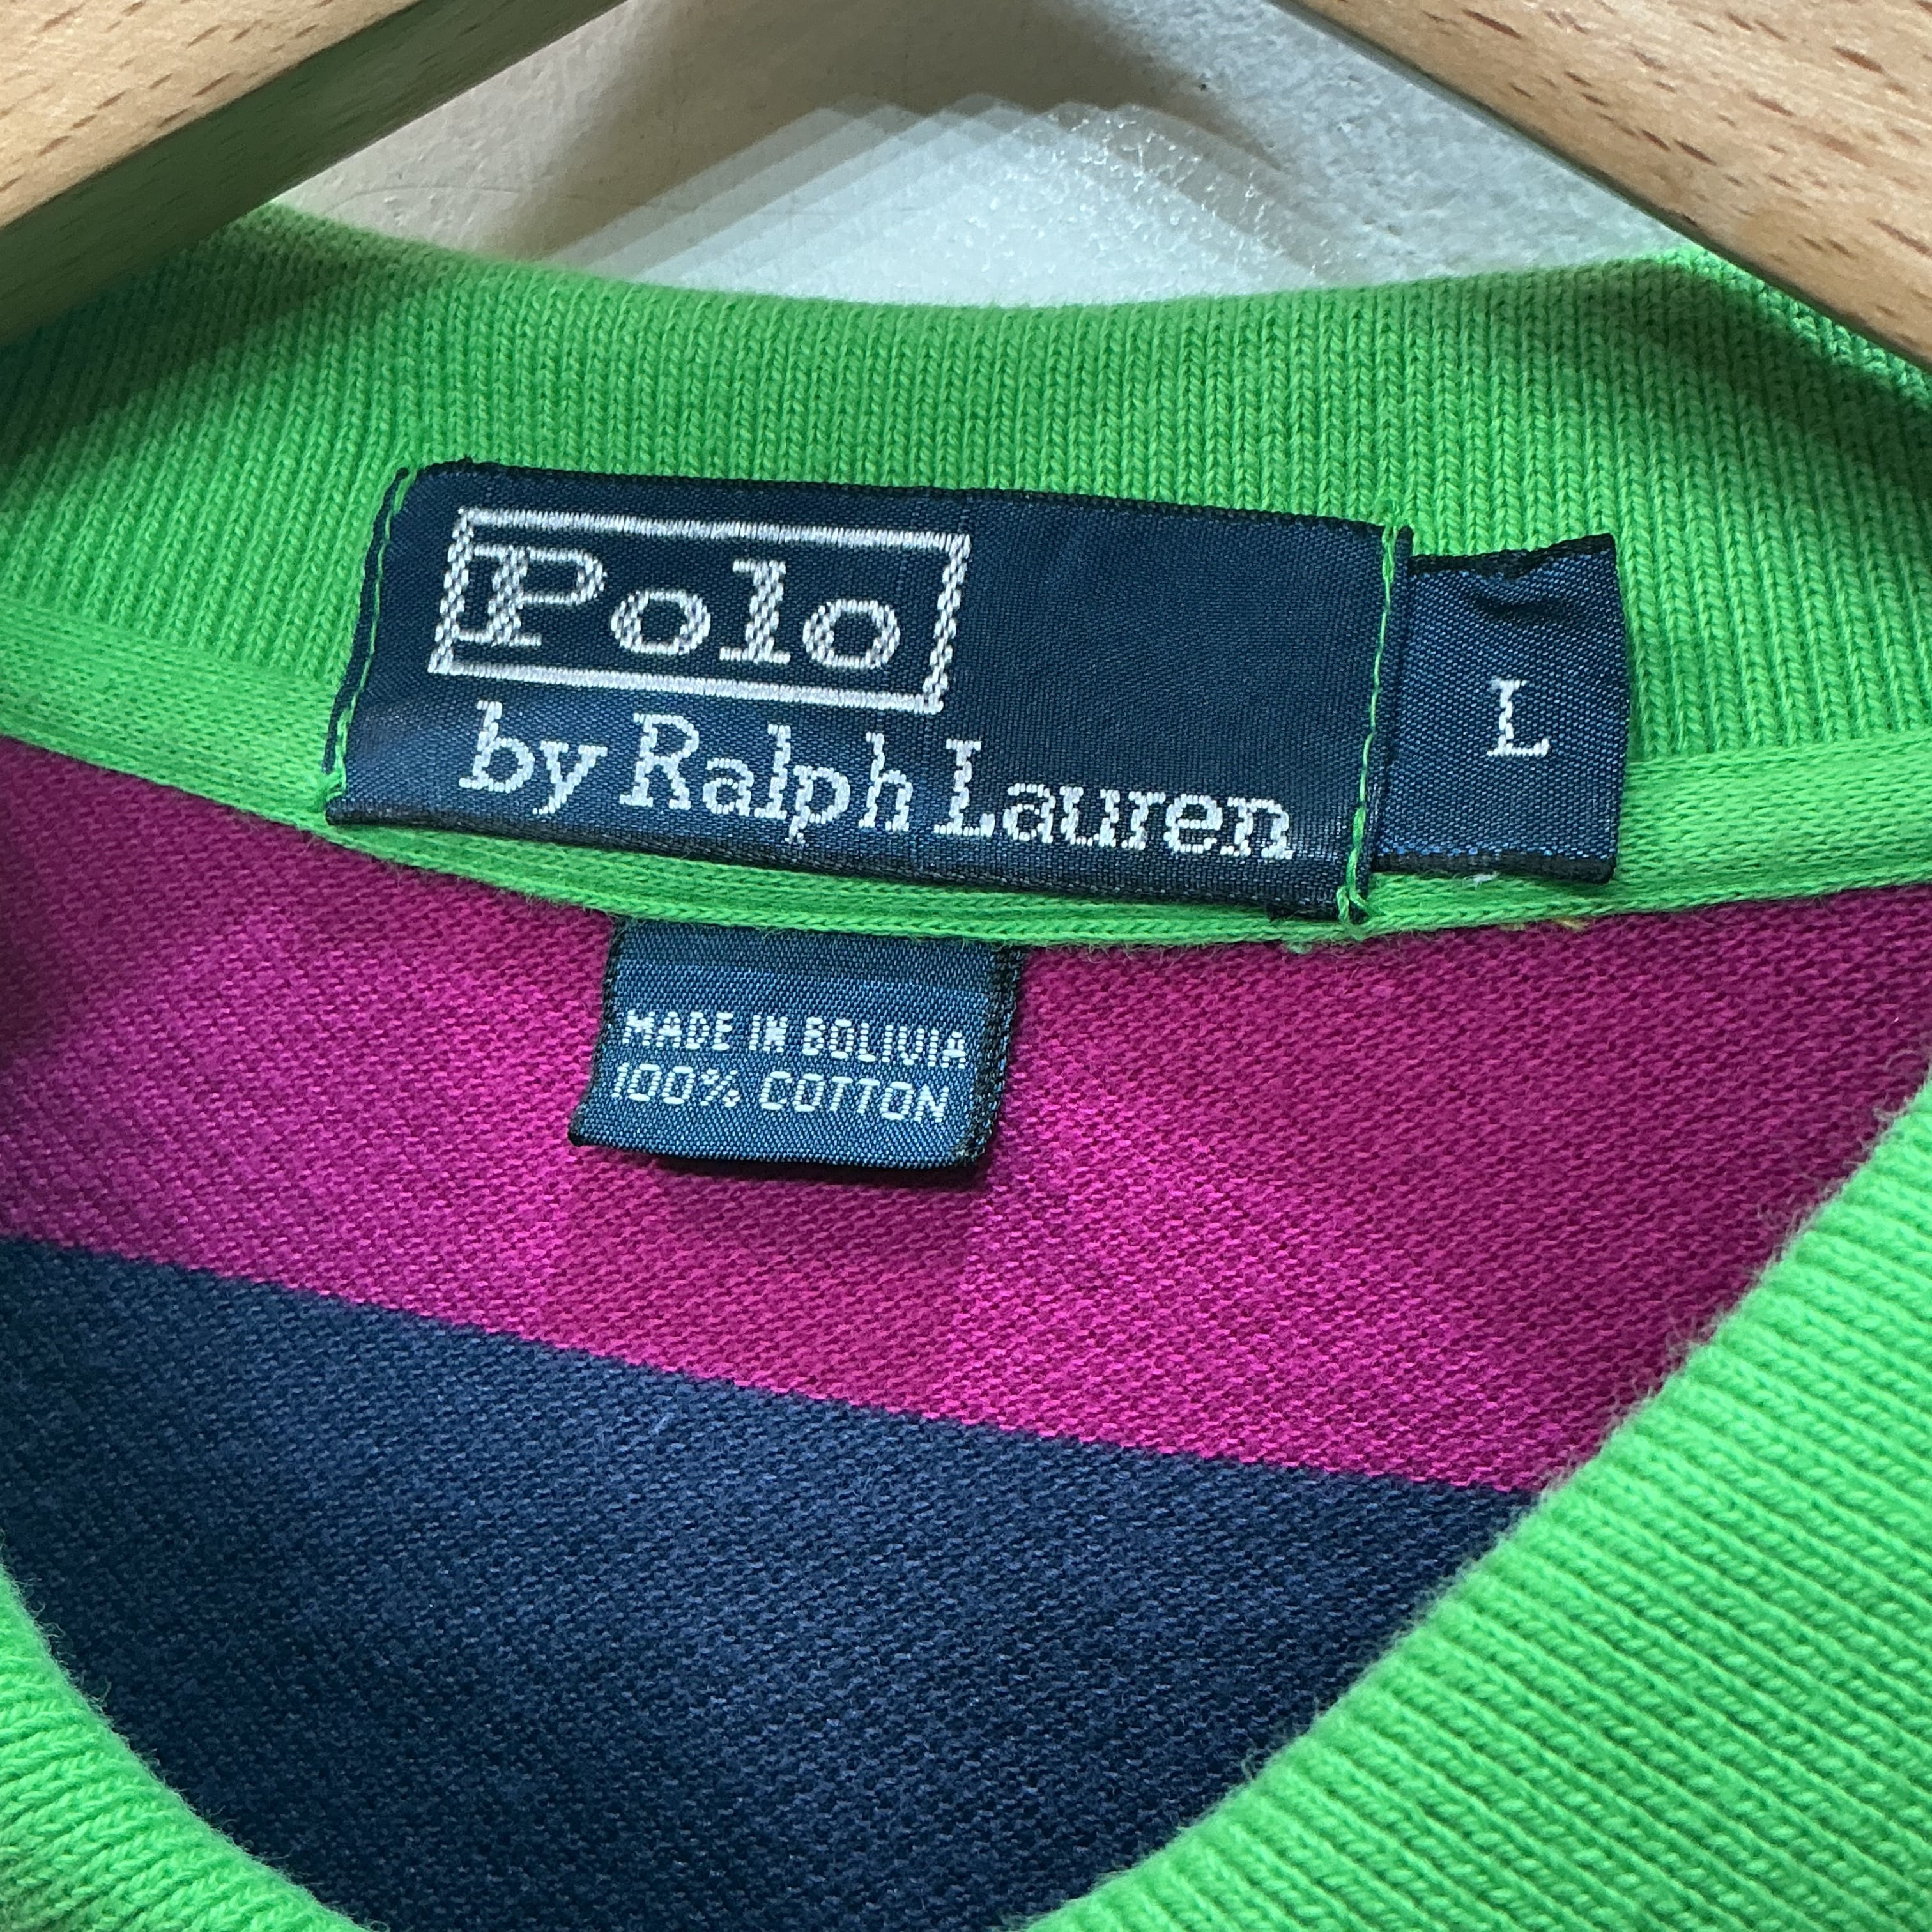 Polo
by Ralph Lauren
L
MADE IN BOLIVIA
100% COTTON